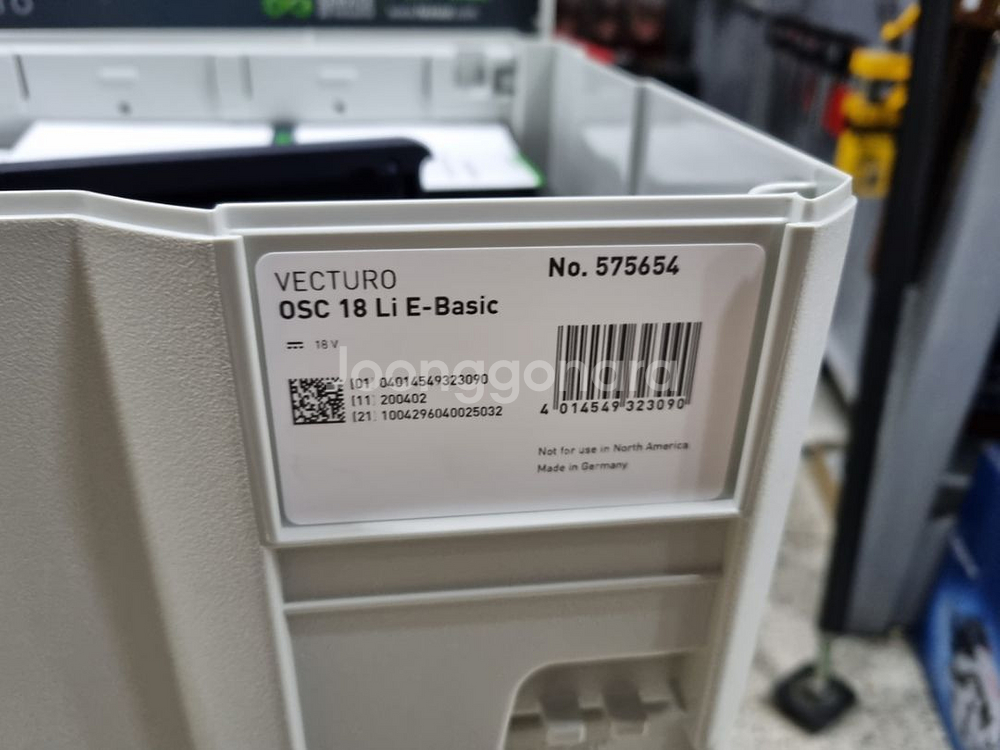 VECTURO
OSC 18 Li E-Basic
No. 575654
18 V
(01) 04014549323090
(11) 200402
(21) 1004296040025032
4 014549 323090
Not for use in North America
Made in Germany
loonggonara